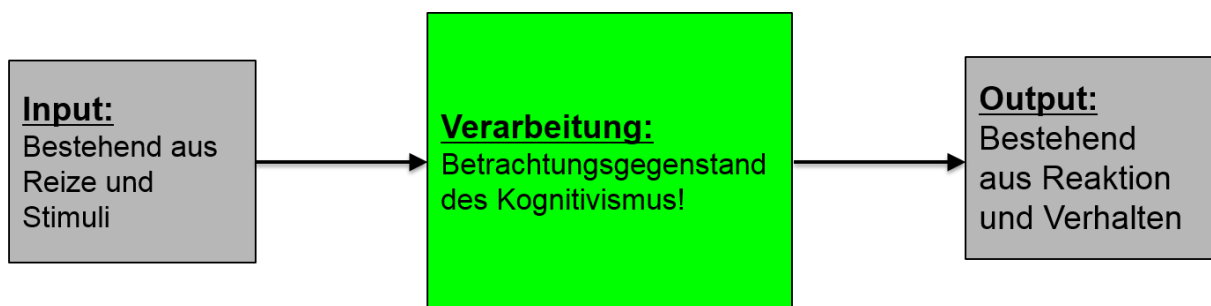 Input:
Bestehend aus
Reize und
Stimuli
Verarbeitung:
Betrachtungsgegenstand
des Kognitivismus!
Output:
Bestehend
aus Reaktion
und Verhalten